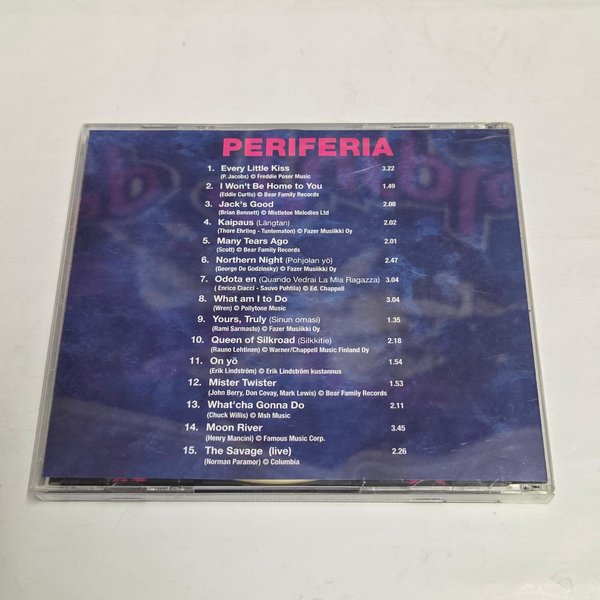 PERIFERIA
1. Every Little Kiss 3.22
(P. Jacobs) © Freddie Poser Music
2. I Won't Be Home to You 1.49
(Eddie Curtis) © Bear Family Records
3. Jack's Good 2.08
(Brian Bennett) © Mistletoe Melodies Ltd
4. Kaipaus (Längtan) 2.02
(Thore Ehrling - Tuntematon) © Fazer Musiikki Oy
5. Many Tears Ago 2.01
(Scott) © Bear Family Records
6. Northern Night (Pohjolan yö) 2.47
(George De Godzinsky) © Fazer Musiikki Oy
7. Odota en (Quando Vedrai La Mia Ragazza) 3.04
( Enrico Ciacci - Sauvo Puhtila) © Ed. Chappell
8. What am I to Do 3.04
(Wren) © Pollytone Music
9. Yours, Truly (Sinun omasi) 1.35
(Rami Sarmasto) © Fazer Musiikki Oy
10. Queen of Silkroad (Silkkitie) 2.18
(Rauno Lehtinen) © Warner/Chappell Music Finland Oy
11. On yö 1.54
(Erik Lindström) © Erik Lindström kustannus
12. Mister Twister 1.53
(John Berry, Don Covay, Mark Lewis) © Bear Family Records
13. What'cha Gonna Do 2.11
(Chuck Willis) © Msh Music
14. Moon River 3.45
(Henry Mancini) © Famous Music Corp.
15. The Savage (live) 2.26
(Norman Paramor) © Columbia